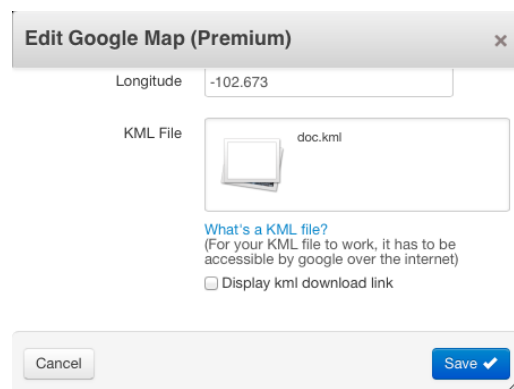 Edit Google Map (Premium) ×
Longitude -102.673
KML File doc.kml
What's a KML file?
(For your KML file to work, it has to be
accessible by google over the internet)
Display kml download link
Cancel Save ✔